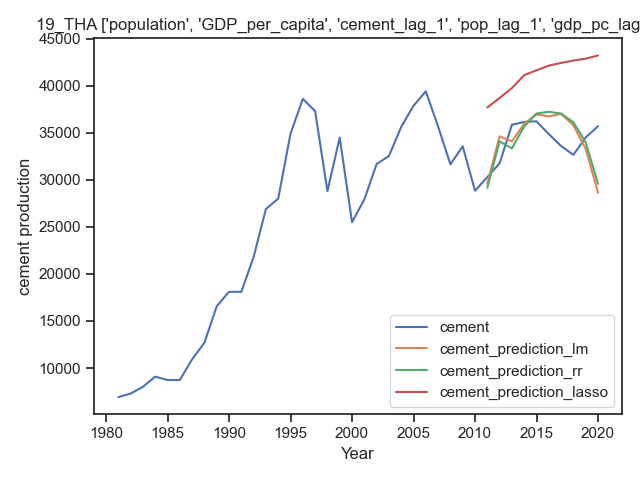 19_THA ['population', 'GDP_per_capita', 'cement_lag_1', 'pop_lag_1', 'gdp_pc_lag
45000
40000
35000
30000
25000
20000
15000
10000
cement production
cement
cement_prediction_lm
cement_prediction_rr
cement_prediction_lasso
1980 1985 1990 1995 2000 2005 2010 2015 2020
Year